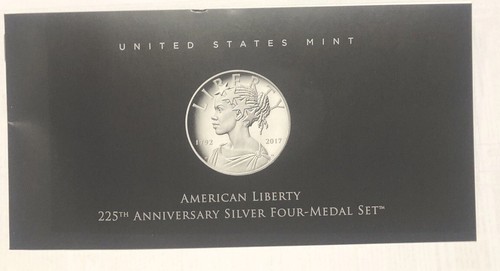 UNITED STATES MINT
LIBERTY
1792 2017
AMERICAN LIBERTY
225TH ANNIVERSARY SILVER FOUR-MEDAL SET™